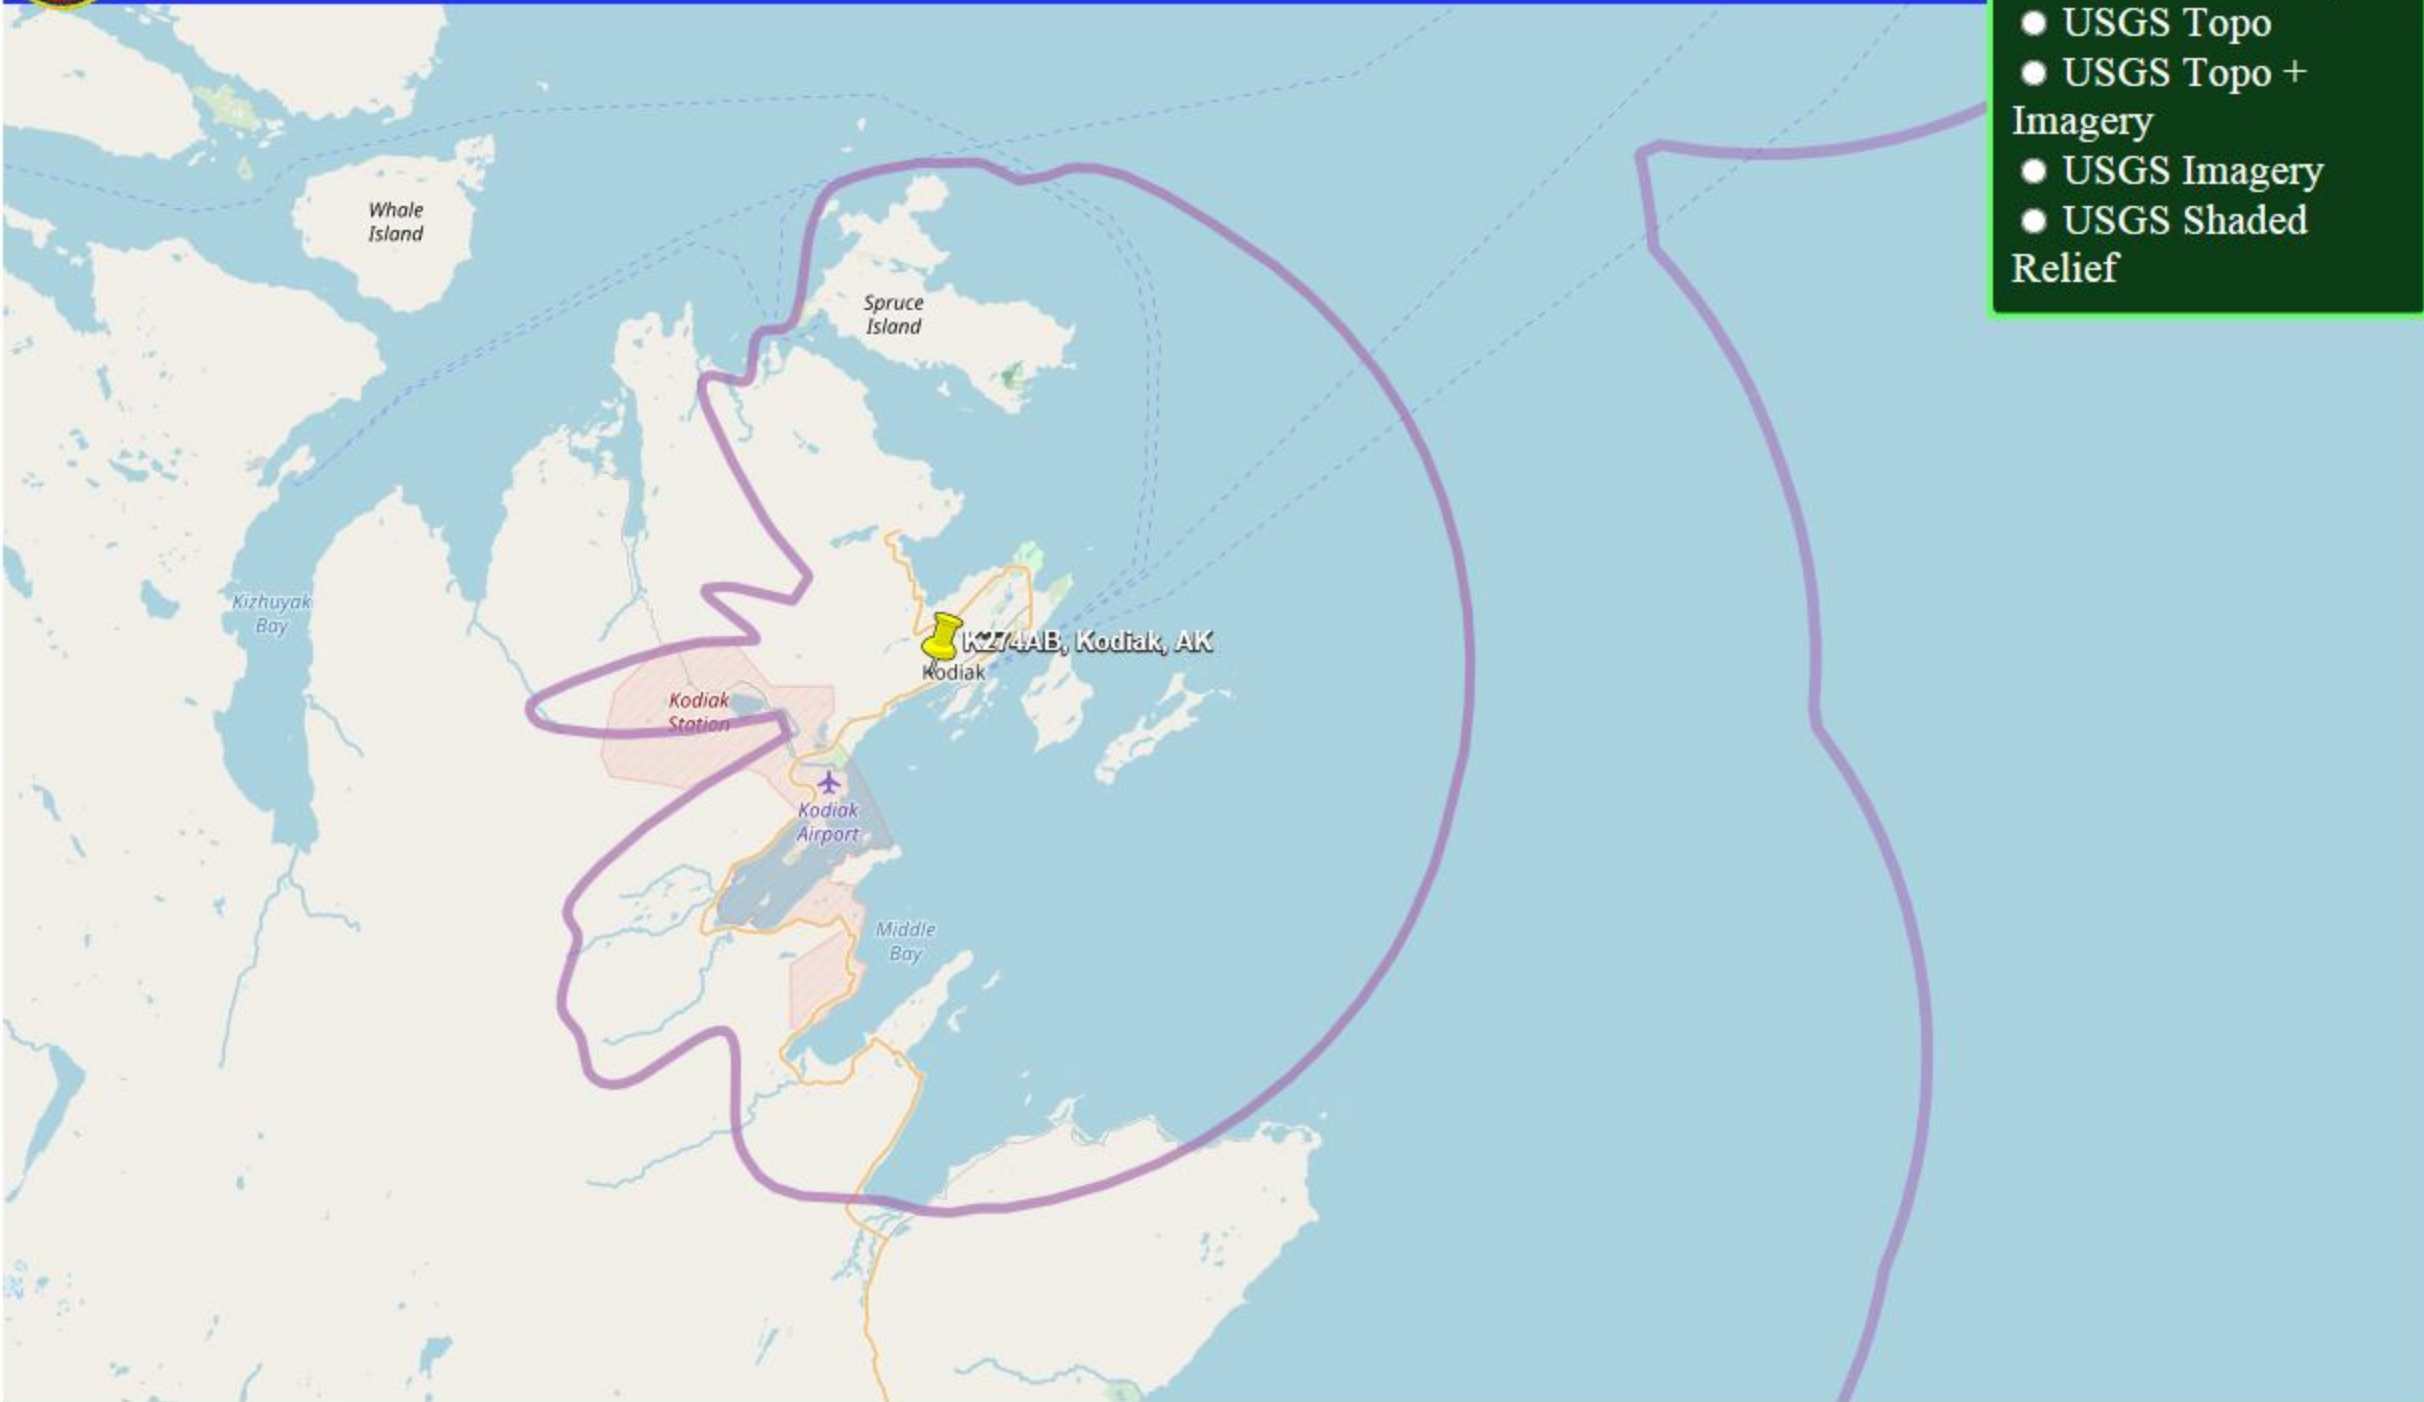 USGS Topo
USGS Topo +
Imagery
USGS Imagery
USGS Shaded
Relief
Whale
Island
Spruce
Island
Kizhuyak
Bay
K274AB, Kodiak, AK
Kodiak
Kodiak
Station
Kodiak
Airport
Middle
Bay